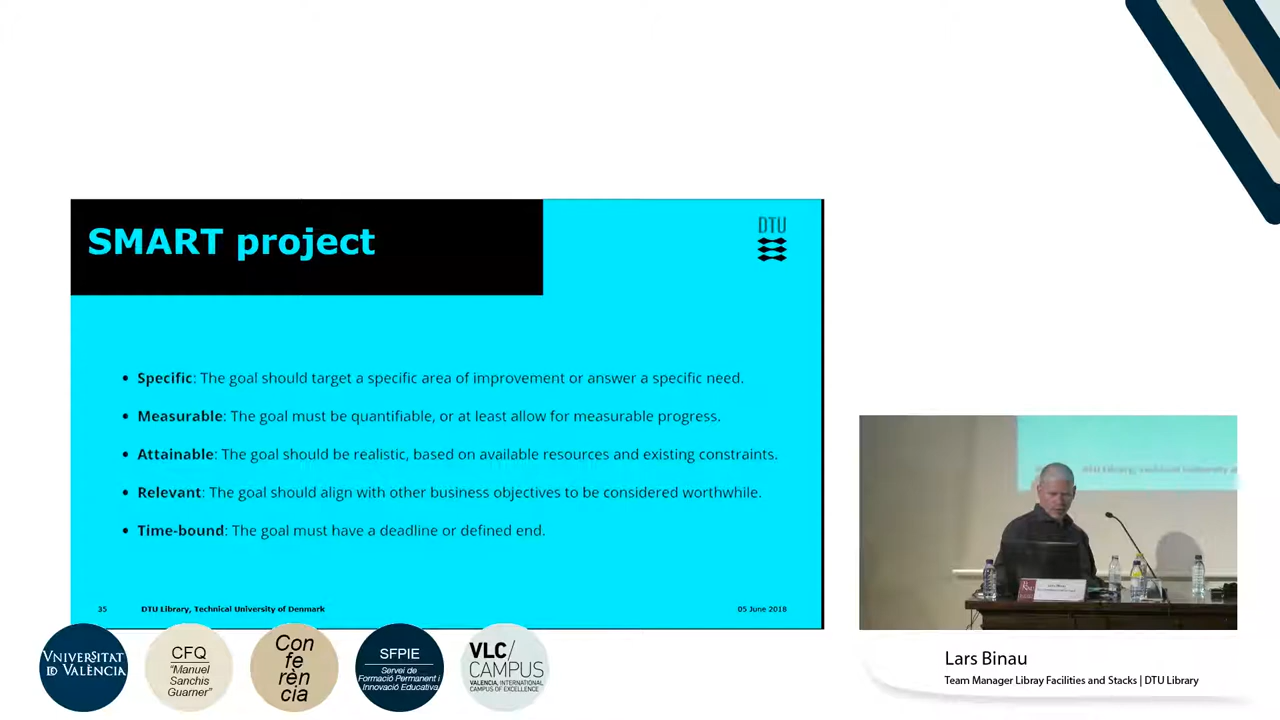 SMART project
DTU
• Specific: The goal should target a specific area of improvement or answer a specific need.
• Measurable: The goal must be quantifiable, or at least allow for measurable progress.
• Attainable: The goal should be realistic, based on available resources and existing constraints.
• Relevant: The goal should align with other business objectives to be considered worthwhile.
• Time-bound: The goal must have a deadline or defined end.
35 DTU Library, Technical University of Denmark 05 June 2018
VNIVERSITAT
ID VALÈNCIA
CFQ
"Manuel
Sanchis
Guarner"
Con
fe
rèn
cia
SFPIE
Servei de
Formació Permanent i
Innovació Educativa
VLC/
CAMPUS
VALENCIA, INTERNATIONAL
CAMPUS OF EXCELLENCE
Lars Binau
Team Manager Libray Facilities and Stacks | DTU Library